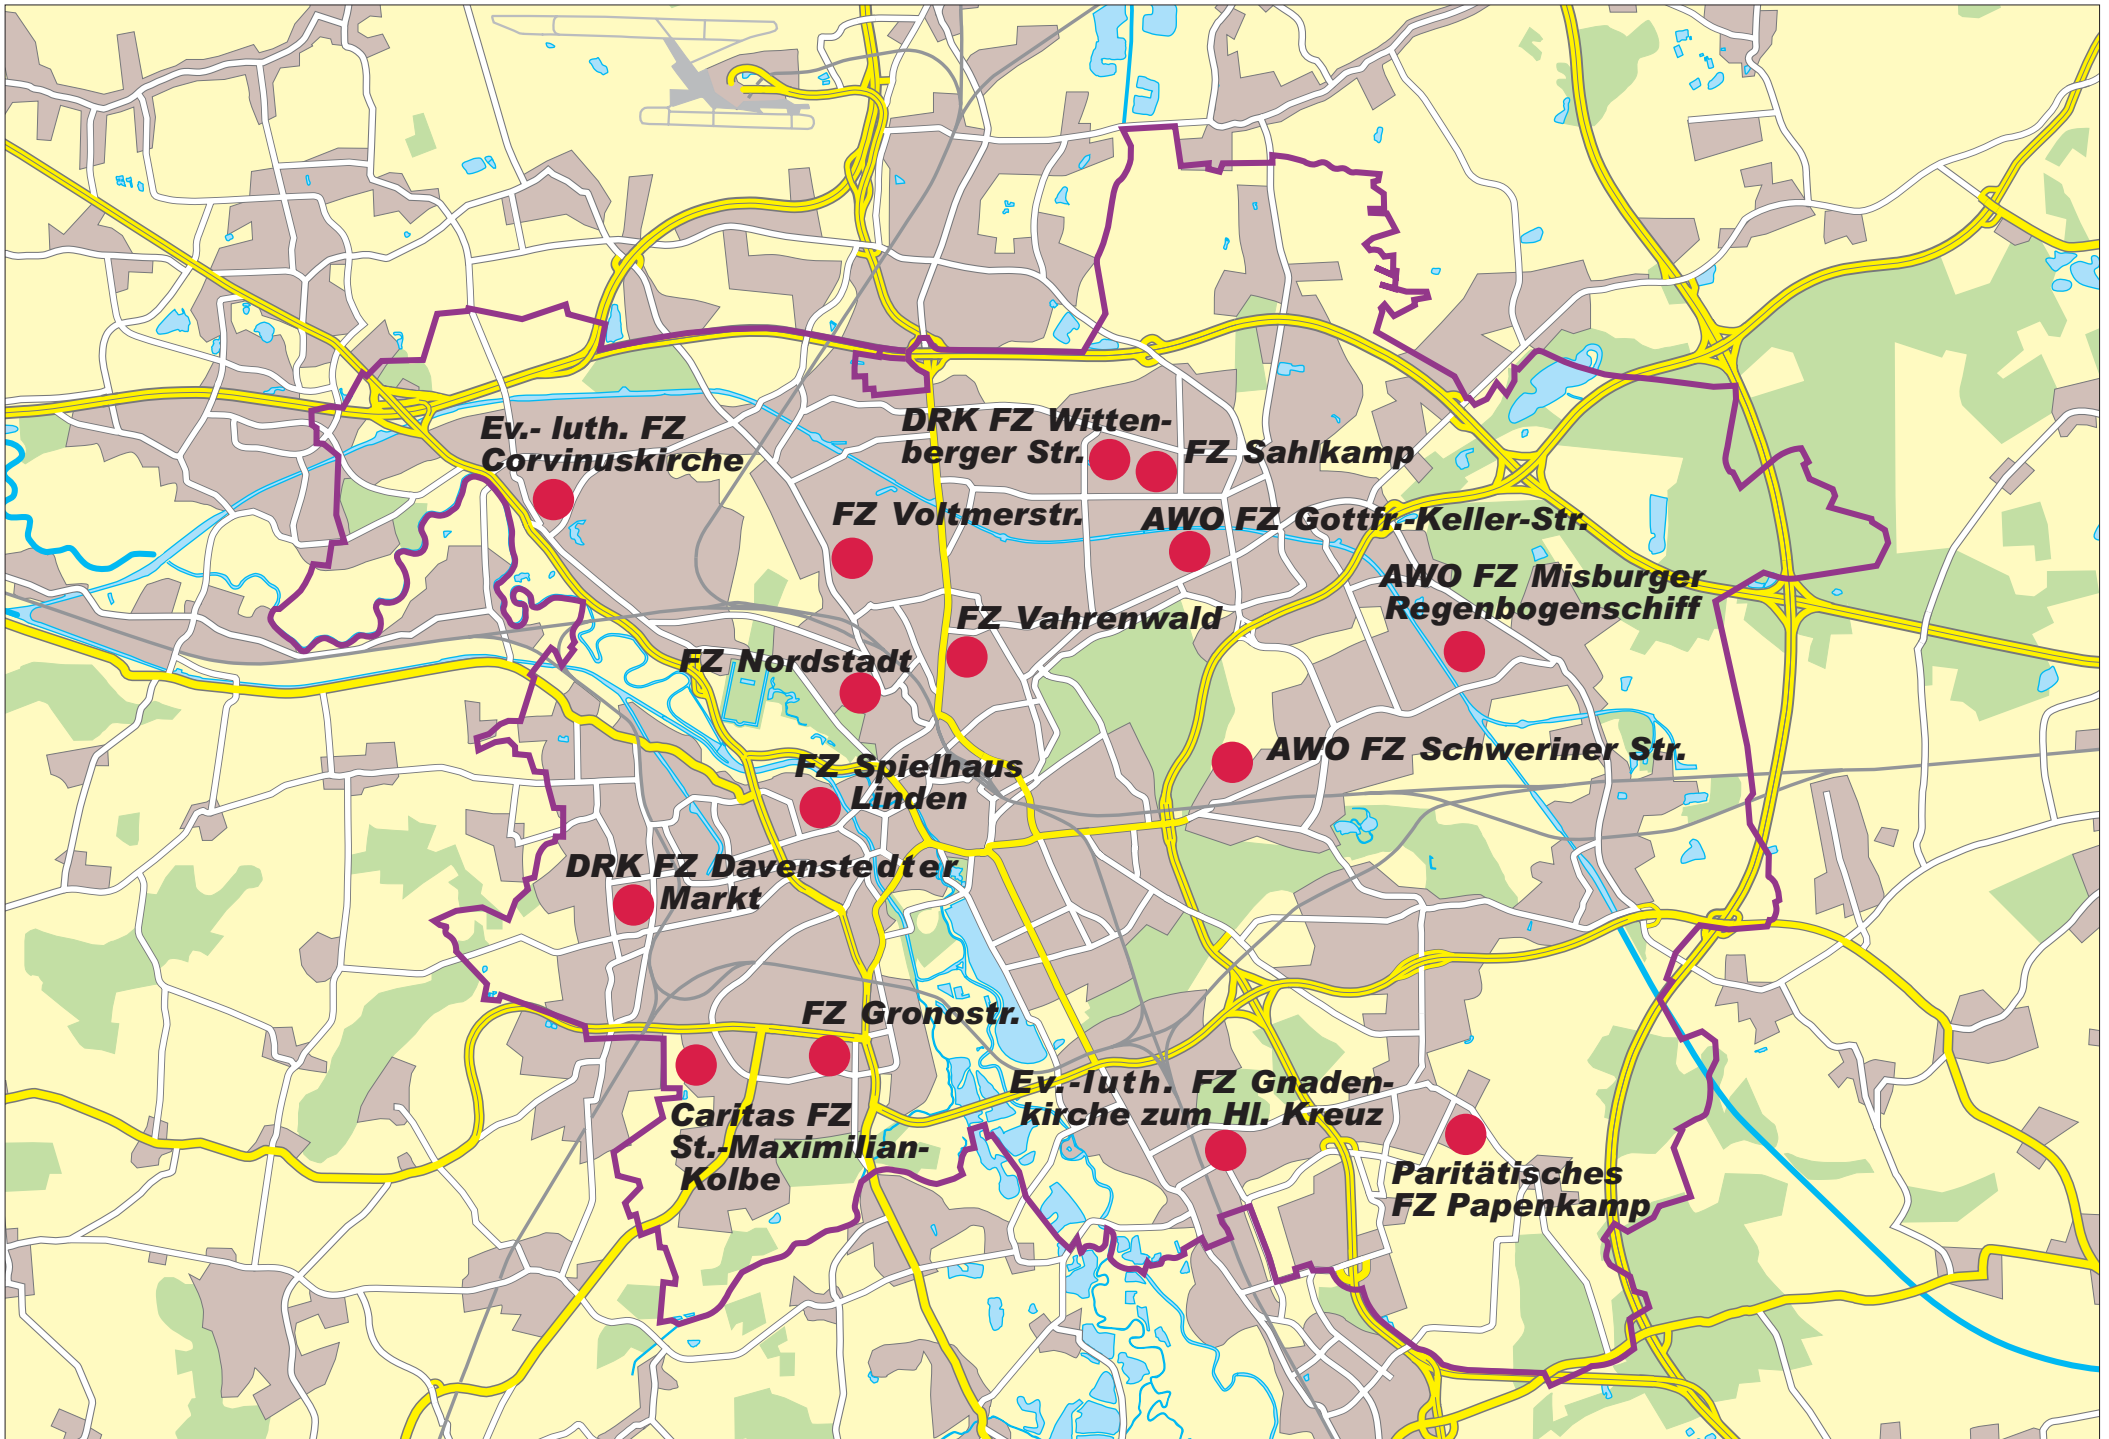 Ev.- luth. FZ
Corvinuskirche
DRK FZ Witten-
berger Str.
FZ Sahlkamp
FZ Voltmerstr.
AWO FZ Gottfr.-Keller-Str.
AWO FZ Misburger
Regenbogenschiff
FZ Vahrenwald
FZ Nordstadt
AWO FZ Schweriner Str.
FZ Spielhaus
Linden
DRK FZ Davenstedter
Markt
FZ Gronostr.
Ev.-luth. FZ Gnaden-
kirche zum Hl. Kreuz
Caritas FZ
St.-Maximilian-
Kolbe
Paritätisches
FZ Papenkamp